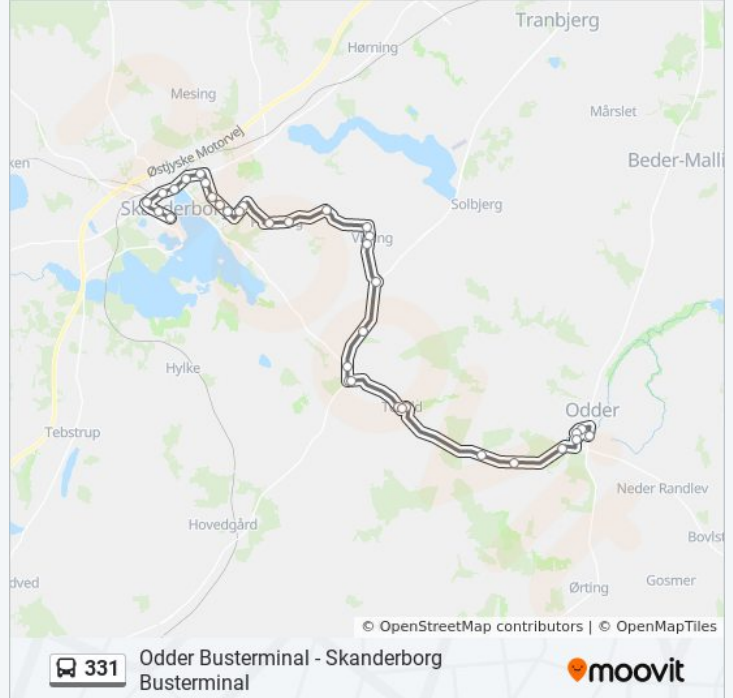 Tranbjerg
Hørning
Mesing
Mårslet
Østjyske Motorvej
ken
Beder-Malli
Skanderborg
Solbjerg
Hylke
Odder
Tebstrup
Neder Randlev
Hovedgård
Bovlst
Gosmer
dved
Ørting
© OpenStreetMap contributors | © OpenMapTiles
331
Odder Busterminal - Skanderborg
Busterminal
moovit